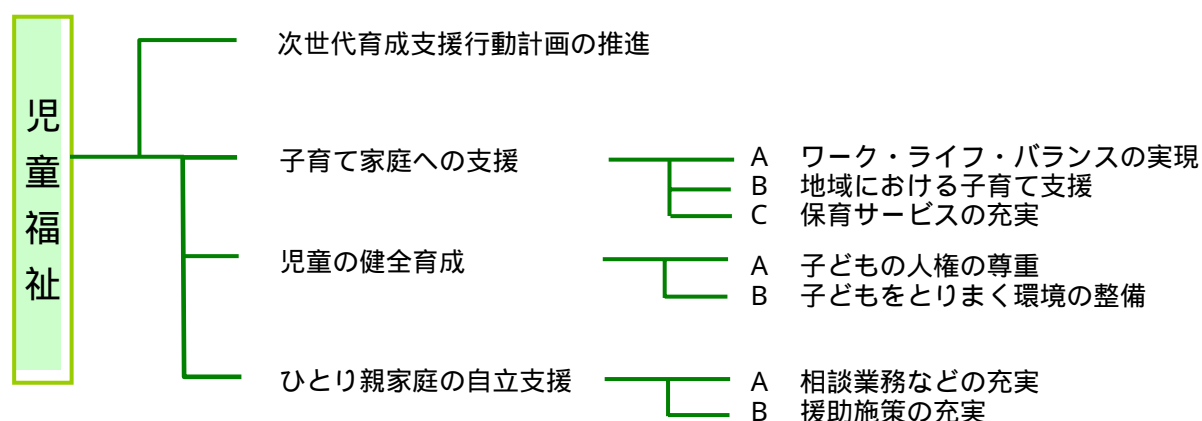 児童福祉
次世代育成支援行動計画の推進
子育て家庭への支援
A ワーク・ライフ・バランスの実現
B 地域における子育て支援
C 保育サービスの充実
児童の健全育成
A 子どもの人権の尊重
B 子どもをとりまく環境の整備
ひとり親家庭の自立支援
A 相談業務などの充実
B 援助施策の充実